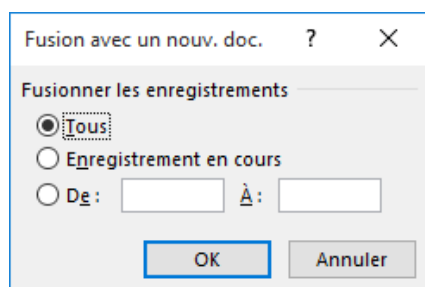 Fusion avec un nouv. doc. ?
Fusionner les enregistrements
Tous
Enregistrement en cours
De : À :
OK Annuler